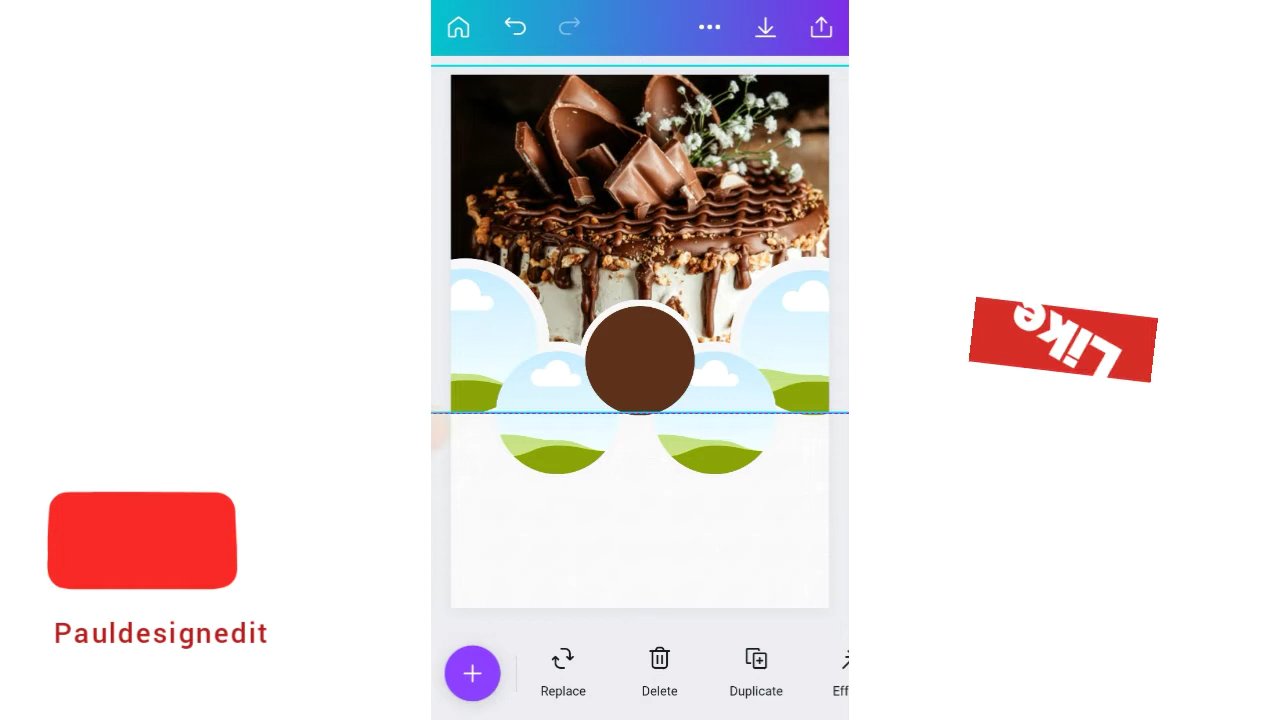 Like
Pauldesignedit
Replace
Delete
Duplicate
Eff